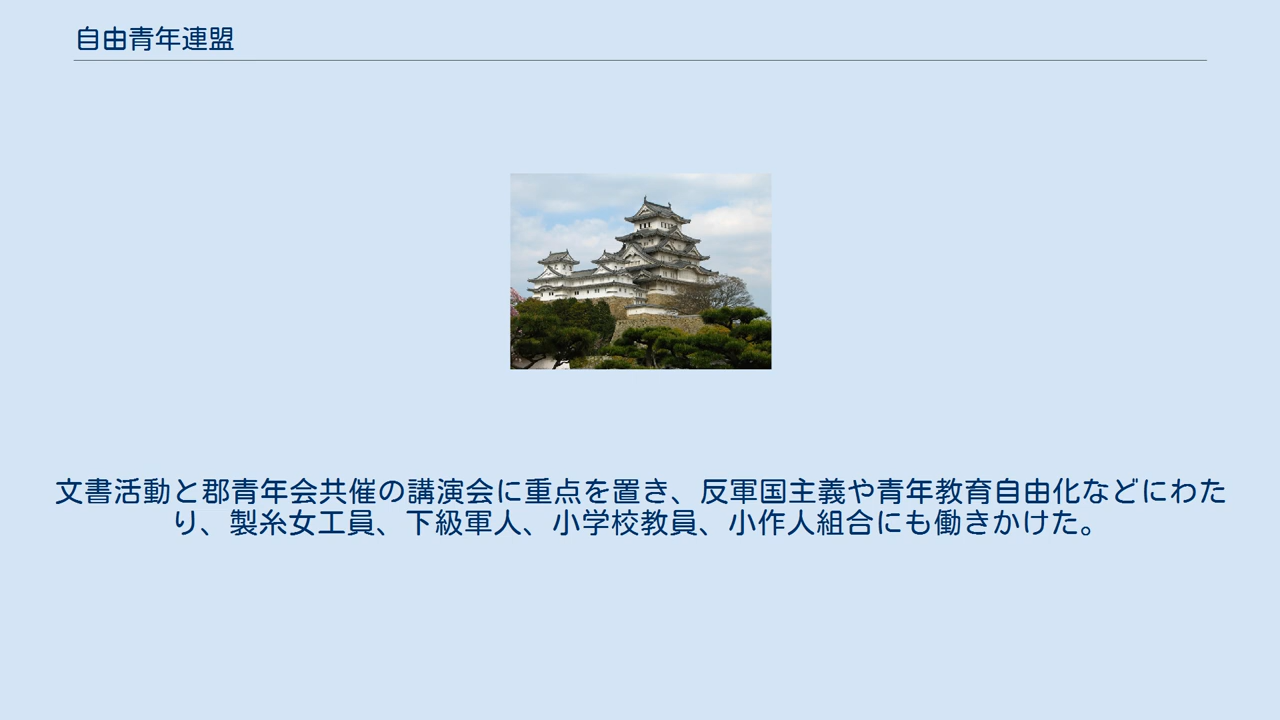 自由青年連盟
文書活動と郡青年会共催の講演会に重点を置き、反軍国主義や青年教育自由化などにわた
り、製糸女工員、下級軍人、小学校教員、小作人組合にも働きかけた。